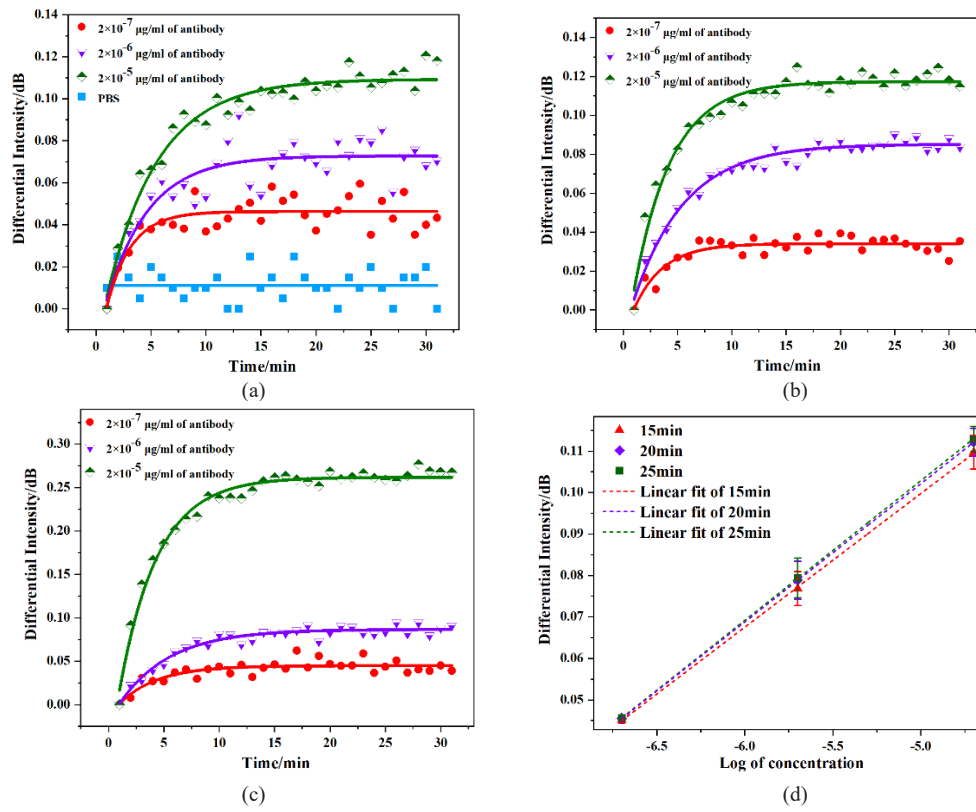 0.14
0.12
0.10
0.08
0.06
0.04
0.02
0.00
0 5 10 15 20 25 30
Differential Intensity/dB
Time/min
2×10⁻⁷ μg/ml of antibody
2×10⁻⁶ μg/ml of antibody
2×10⁻⁵ μg/ml of antibody
PBS
(a)
0.14
0.12
0.10
0.08
0.06
0.04
0.02
0.00
0 5 10 15 20 25 30
Differential Intensity/dB
Time/min
2×10⁻⁷ μg/ml of antibody
2×10⁻⁶ μg/ml of antibody
2×10⁻⁵ μg/ml of antibody
(b)
0.30
0.25
0.20
0.15
0.10
0.05
0.00
0 5 10 15 20 25 30
Differential Intensity/dB
Time/min
2×10⁻⁷ μg/ml of antibody
2×10⁻⁶ μg/ml of antibody
2×10⁻⁵ μg/ml of antibody
(c)
0.11
0.10
0.09
0.08
0.07
0.06
0.05
-6.5 -6.0 -5.5 -5.0
Differential Intensity/dB
Log of concentration
15min
20min
25min
Linear fit of 15min
Linear fit of 20min
Linear fit of 25min
(d)